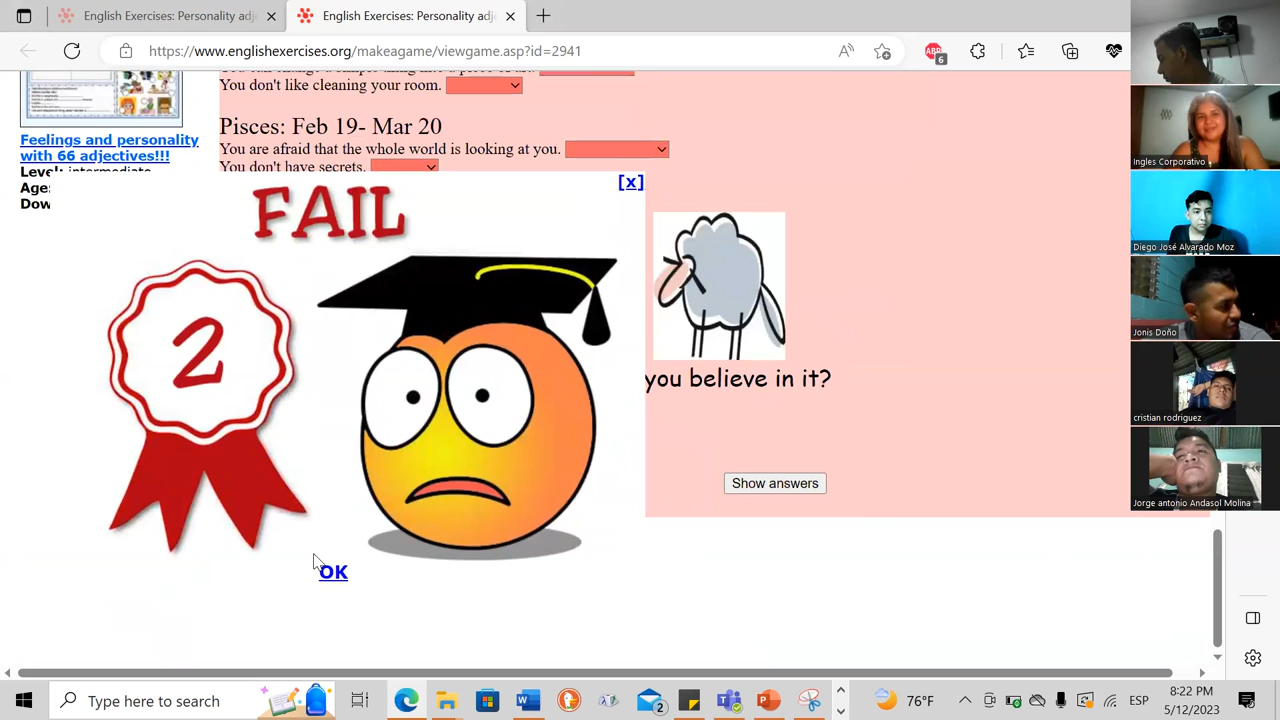 English Exercises: Personality adj
English Exercises: Personality adj
https://www.englishexercises.org/makeagame/viewgame.asp?id=2941
6
You don't like cleaning your room.
Feelings and personality
with 66 adjectives!!!
Level: intermediate
Age:
Dow
Pisces: Feb 19- Mar 20
You are afraid that the whole world is looking at you.
You don't have secrets.
[x]
FAIL
2
you believe in it?
Show answers
OK
Ingles Corporativo
Diego José Alvarado Moz
Jonis Doño
cristian rodriguez
Jorge antonio Andasol Molina
Type here to search
2
76°F
ESP
8:22 PM
5/12/2023